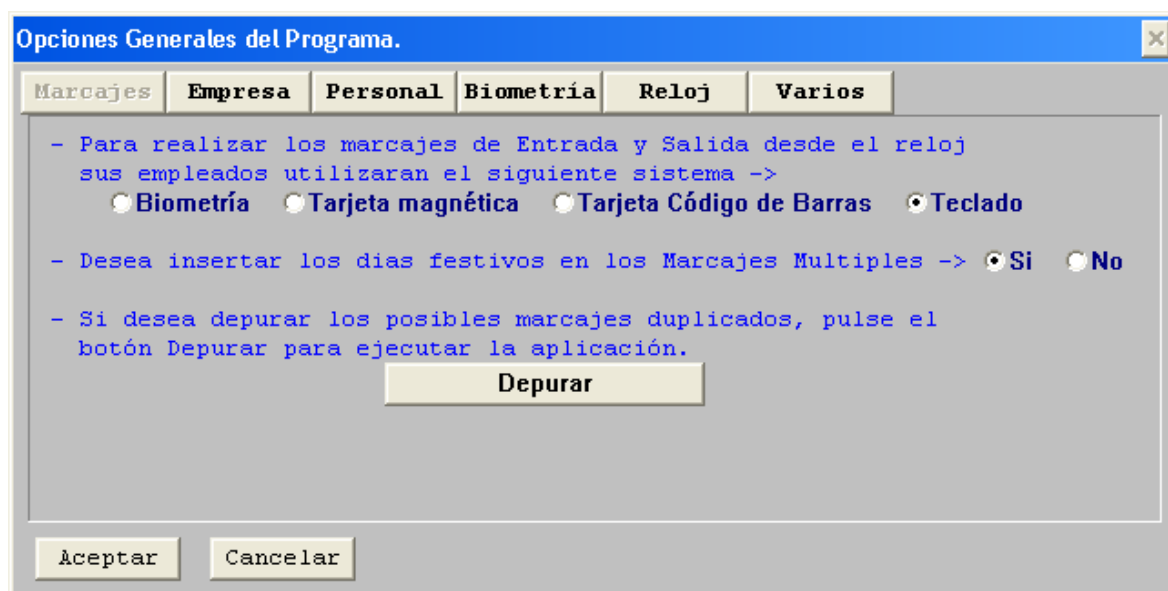 Opciones Generales del Programa.
Marcajes Empresa Personal Biometría Reloj Varios
- Para realizar los marcajes de Entrada y Salida desde el reloj
sus empleados utilizaran el siguiente sistema ->
Biometría Tarjeta magnética Tarjeta Código de Barras Teclado
- Desea insertar los dias festivos en los Marcajes Multiples -> Si No
- Si desea depurar los posibles marcajes duplicados, pulse el
botón Depurar para ejecutar la aplicación.
Depurar
Aceptar Cancelar